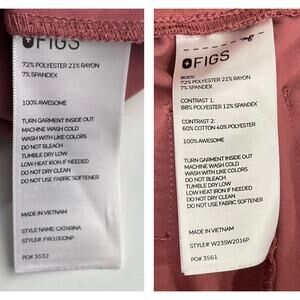 FIGS
72% POLYESTER 21% RAYON
7% SPANDEX
100% AWESOME
TURN GARMENT INSIDE OUT
MACHINE WASH COLD
WASH WITH LIKE COLORS
DO NOT BLEACH
TUMBLE DRY LOW
LOW HEAT IRON IF NEEDED
DO NOT DRY CLEAN
DO NOT USE FABRIC SOFTENER
MADE IN VIETNAM
STYLE NAME: CATARINA
STYLE#: FW1000NP
PO# 3532
FIGS
BODY:
72% POLYESTER 21% RAYON
7% SPANDEX
CONTRAST 1:
88% POLYESTER 12% SPANDEX
CONTRAST 2:
60% COTTON 40% POLYESTER
TURN GARMENT INSIDE OUT
MACHINE WASH COLD
WASH WITH LIKE COLORS
DO NOT BLEACH
TUMBLE DRY LOW
LOW HEAT IRON IF NEEDED
DO NOT DRY CLEAN
DO NOT USE FABRIC SOFTENER
100% AWESOME
MADE IN VIETNAM
STYLE# W23SW2016P
PO# 3561